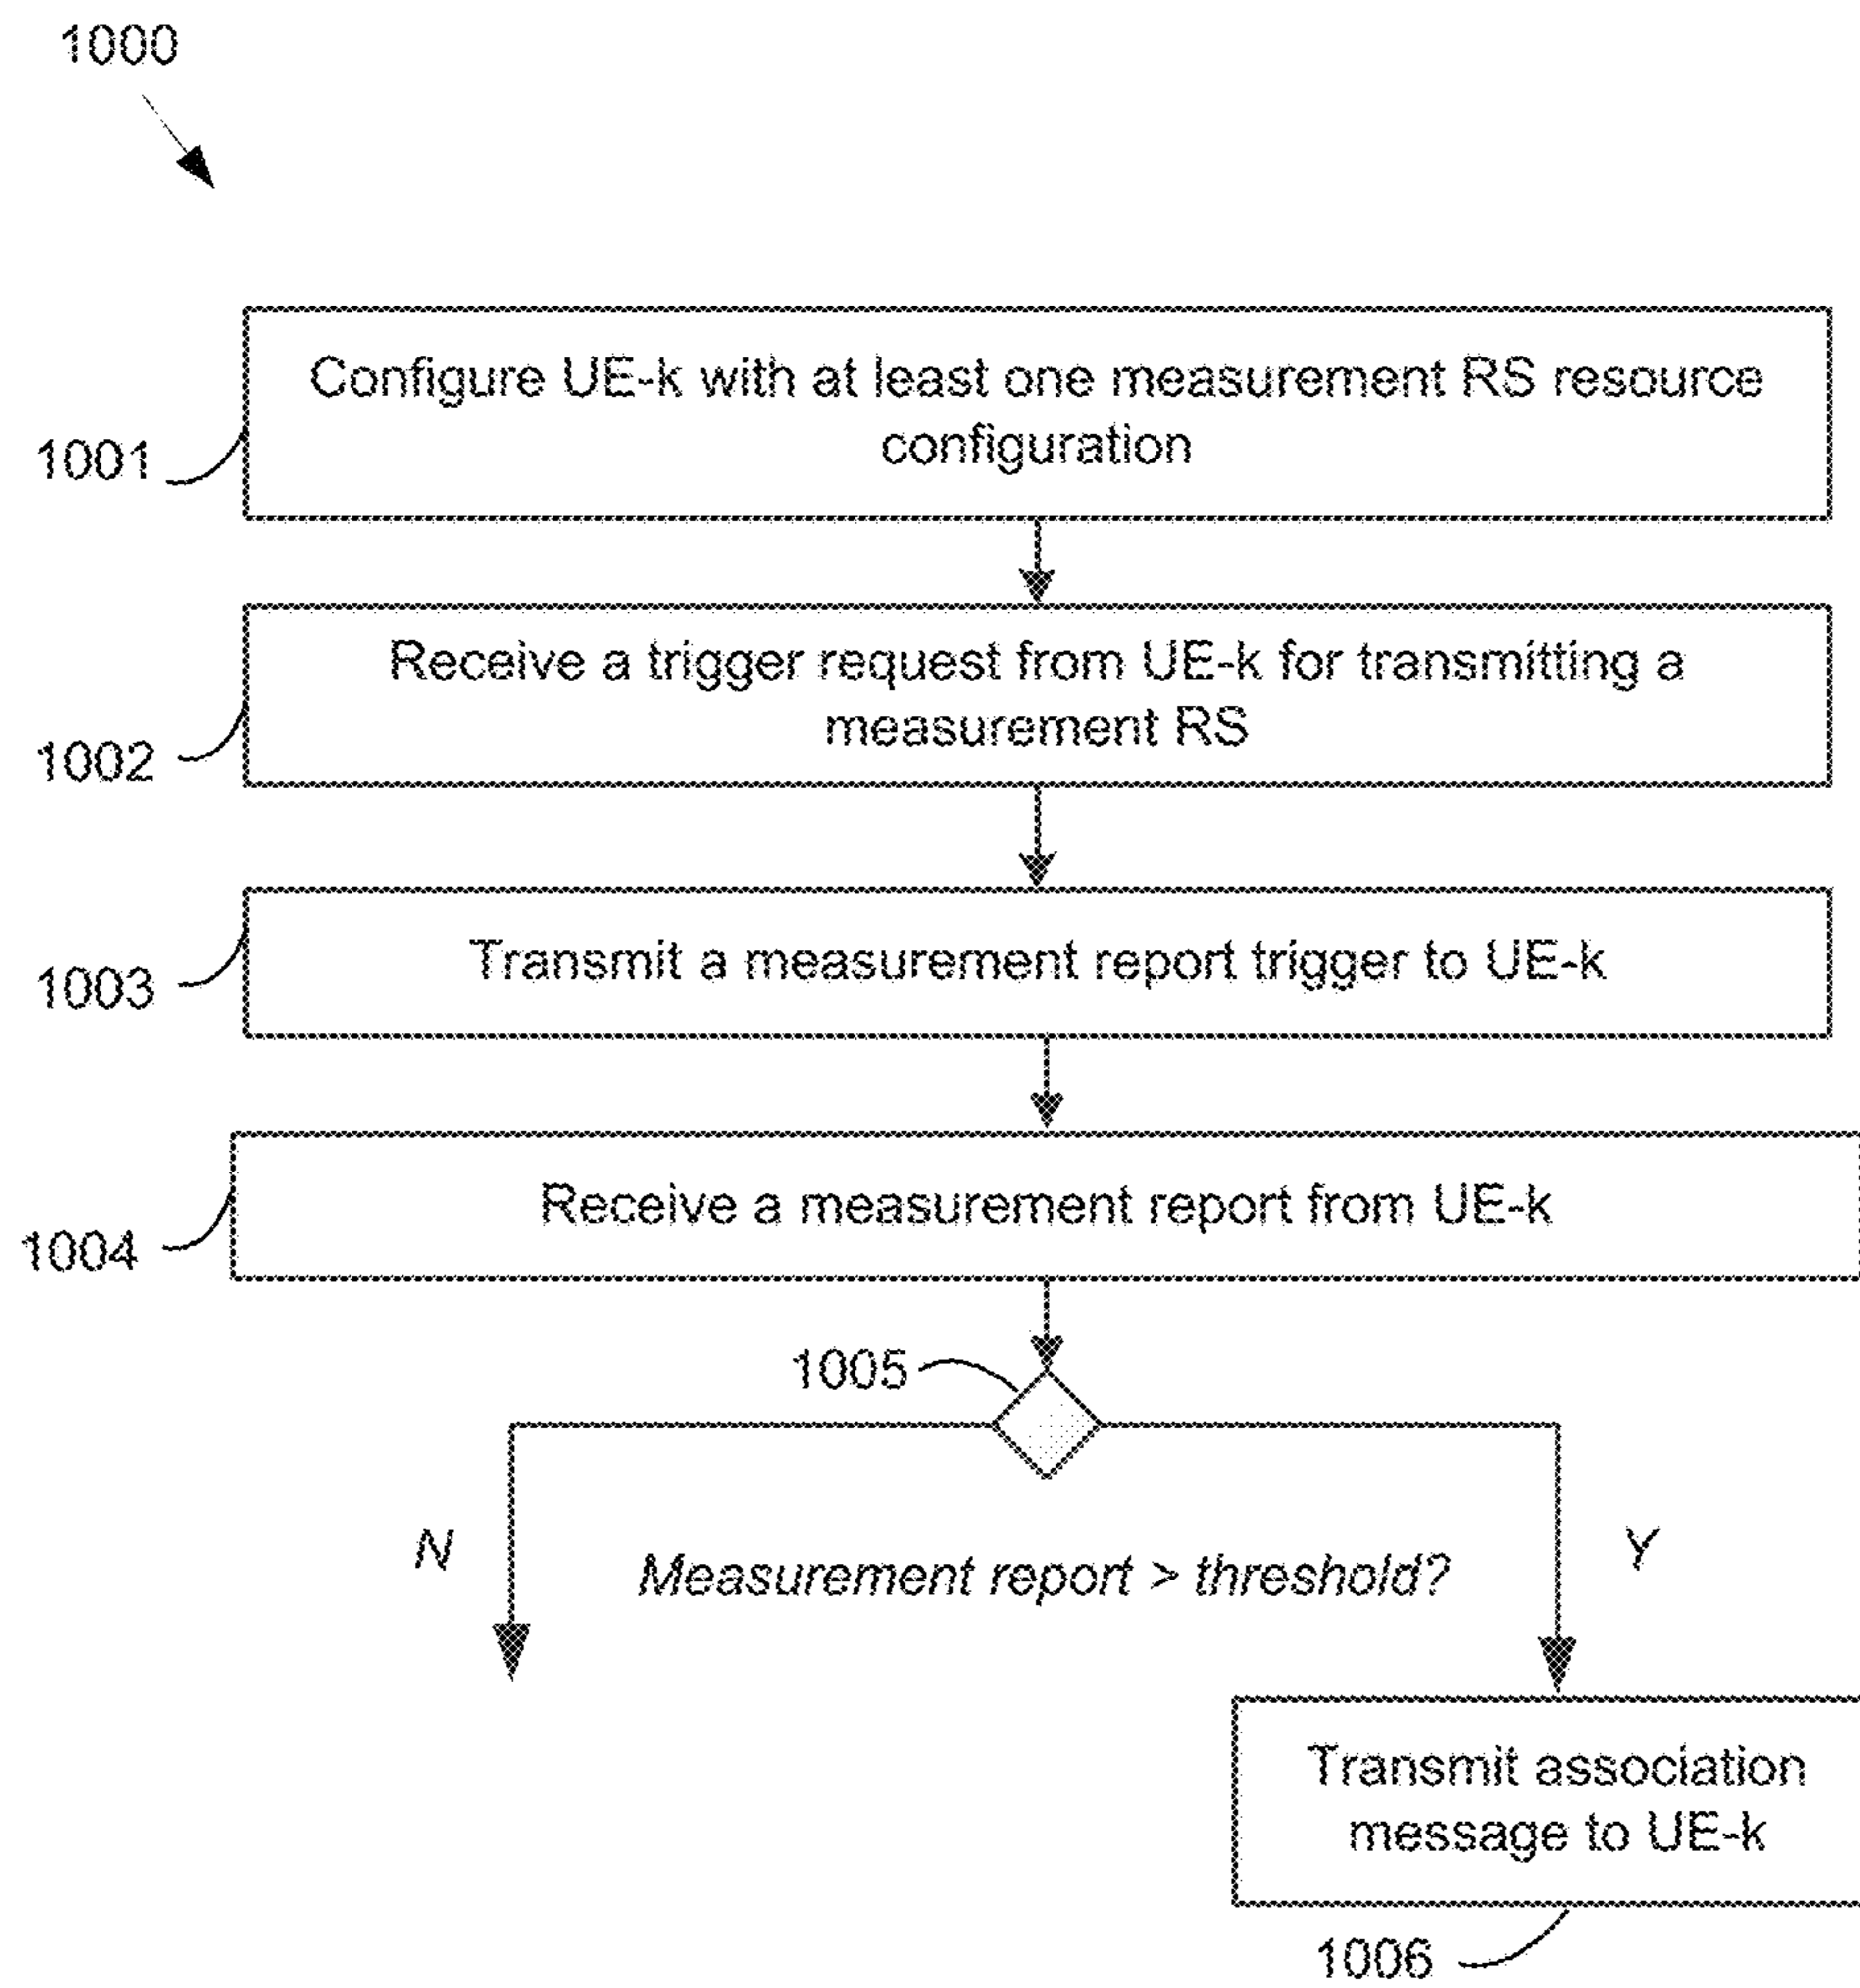 1000
Configure UE-k with at least one measurement RS resource
configuration
1001
Receive a trigger request from UE-k for transmitting a
measurement RS
1002
Transmit a measurement report trigger to UE-k
1003
Receive a measurement report from UE-k
1004
1005
N
Measurement report > threshold?
Y
Transmit association
message to UE-k
1006